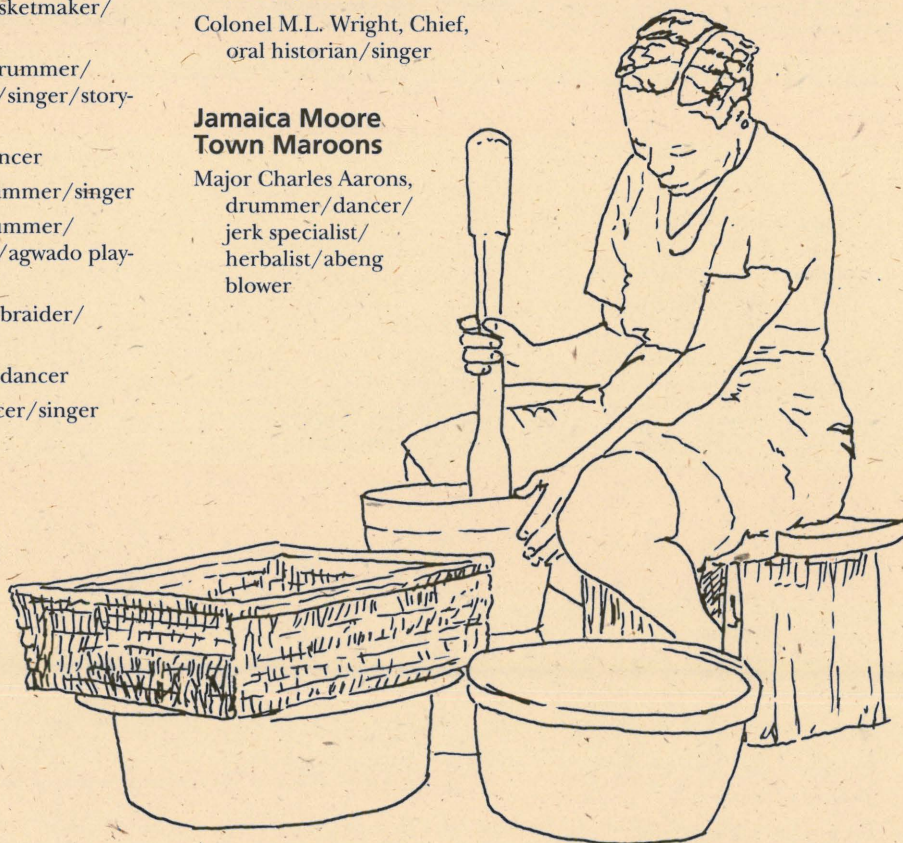 sketmaker/
rummer/
/singer/story-
ncer
mmer/singer
mmer/
/agwado play-
braider/
dancer
cer/singer
Colonel M.L. Wright, Chief,
oral historian/singer
Jamaica Moore
Town Maroons
Major Charles Aarons,
drummer/dancer/
jerk specialist/
herbalist/abeng
blower